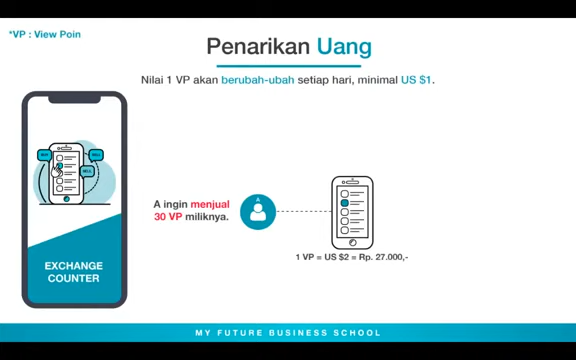 *VP : View Poin
Penarikan Uang
Nilai 1 VP akan berubah-ubah setiap hari, minimal US $1.
A ingin menjual
30 VP miliknya.
A
1 VP = US $2 = Rp. 27.000,-
EXCHANGE
COUNTER
MY FUTURE BUSINESS SCHOOL